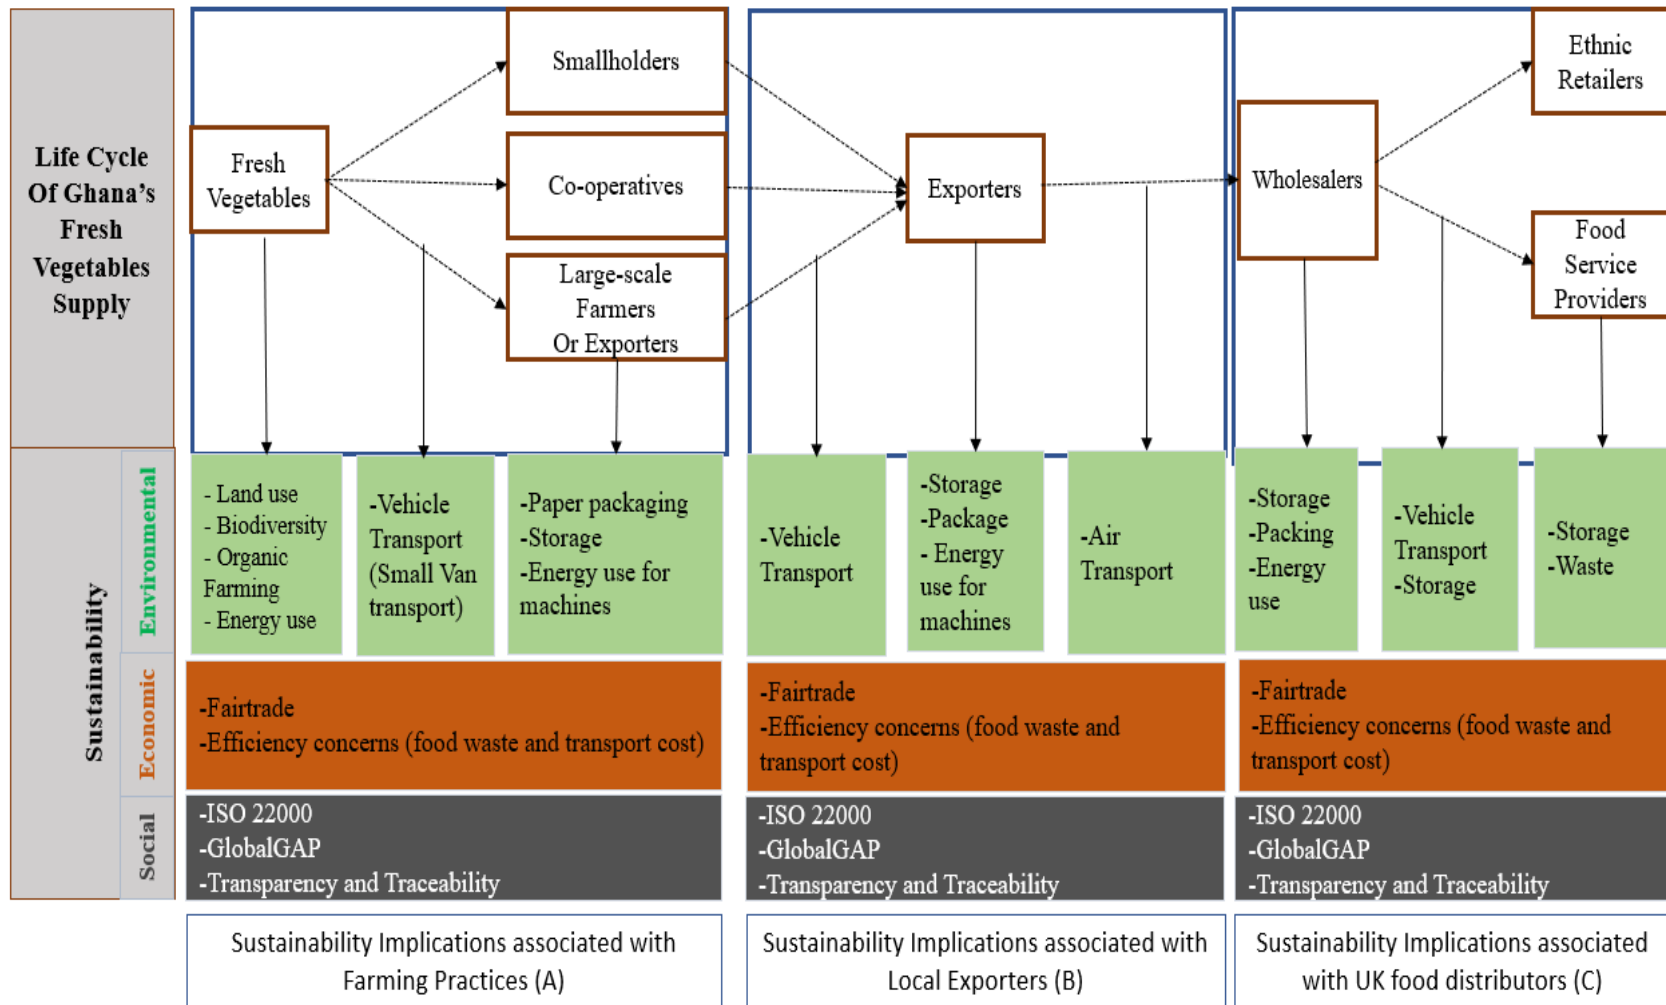 Life Cycle
Of Ghana's
Fresh
Vegetables
Supply
Fresh
Vegetables
Smallholders
Co-operatives
Large-scale
Farmers
Or Exporters
Exporters
Wholesalers
Ethnic
Retailers
Food
Service
Providers
Sustainability
Environmental
- Land use
- Biodiversity
- Organic
Farming
- Energy use
-Vehicle
Transport
(Small Van
transport)
-Paper packaging
-Storage
-Energy use for
machines
-Vehicle
Transport
-Storage
-Package
- Energy
use for
machines
-Air
Transport
-Storage
-Packing
-Energy
use
-Vehicle
Transport
-Storage
-Storage
-Waste
Economic
-Fairtrade
-Efficiency concerns (food waste and transport cost)
-Fairtrade
-Efficiency concerns (food waste and
transport cost)
-Fairtrade
-Efficiency concerns (food waste and
transport cost)
Social
-ISO 22000
-GlobalGAP
-Transparency and Traceability
-ISO 22000
-GlobalGAP
-Transparency and Traceability
-ISO 22000
-GlobalGAP
-Transparency and Traceability
Sustainability Implications associated with
Farming Practices (A)
Sustainability Implications associated with
Local Exporters (B)
Sustainability Implications associated
with UK food distributors (C)